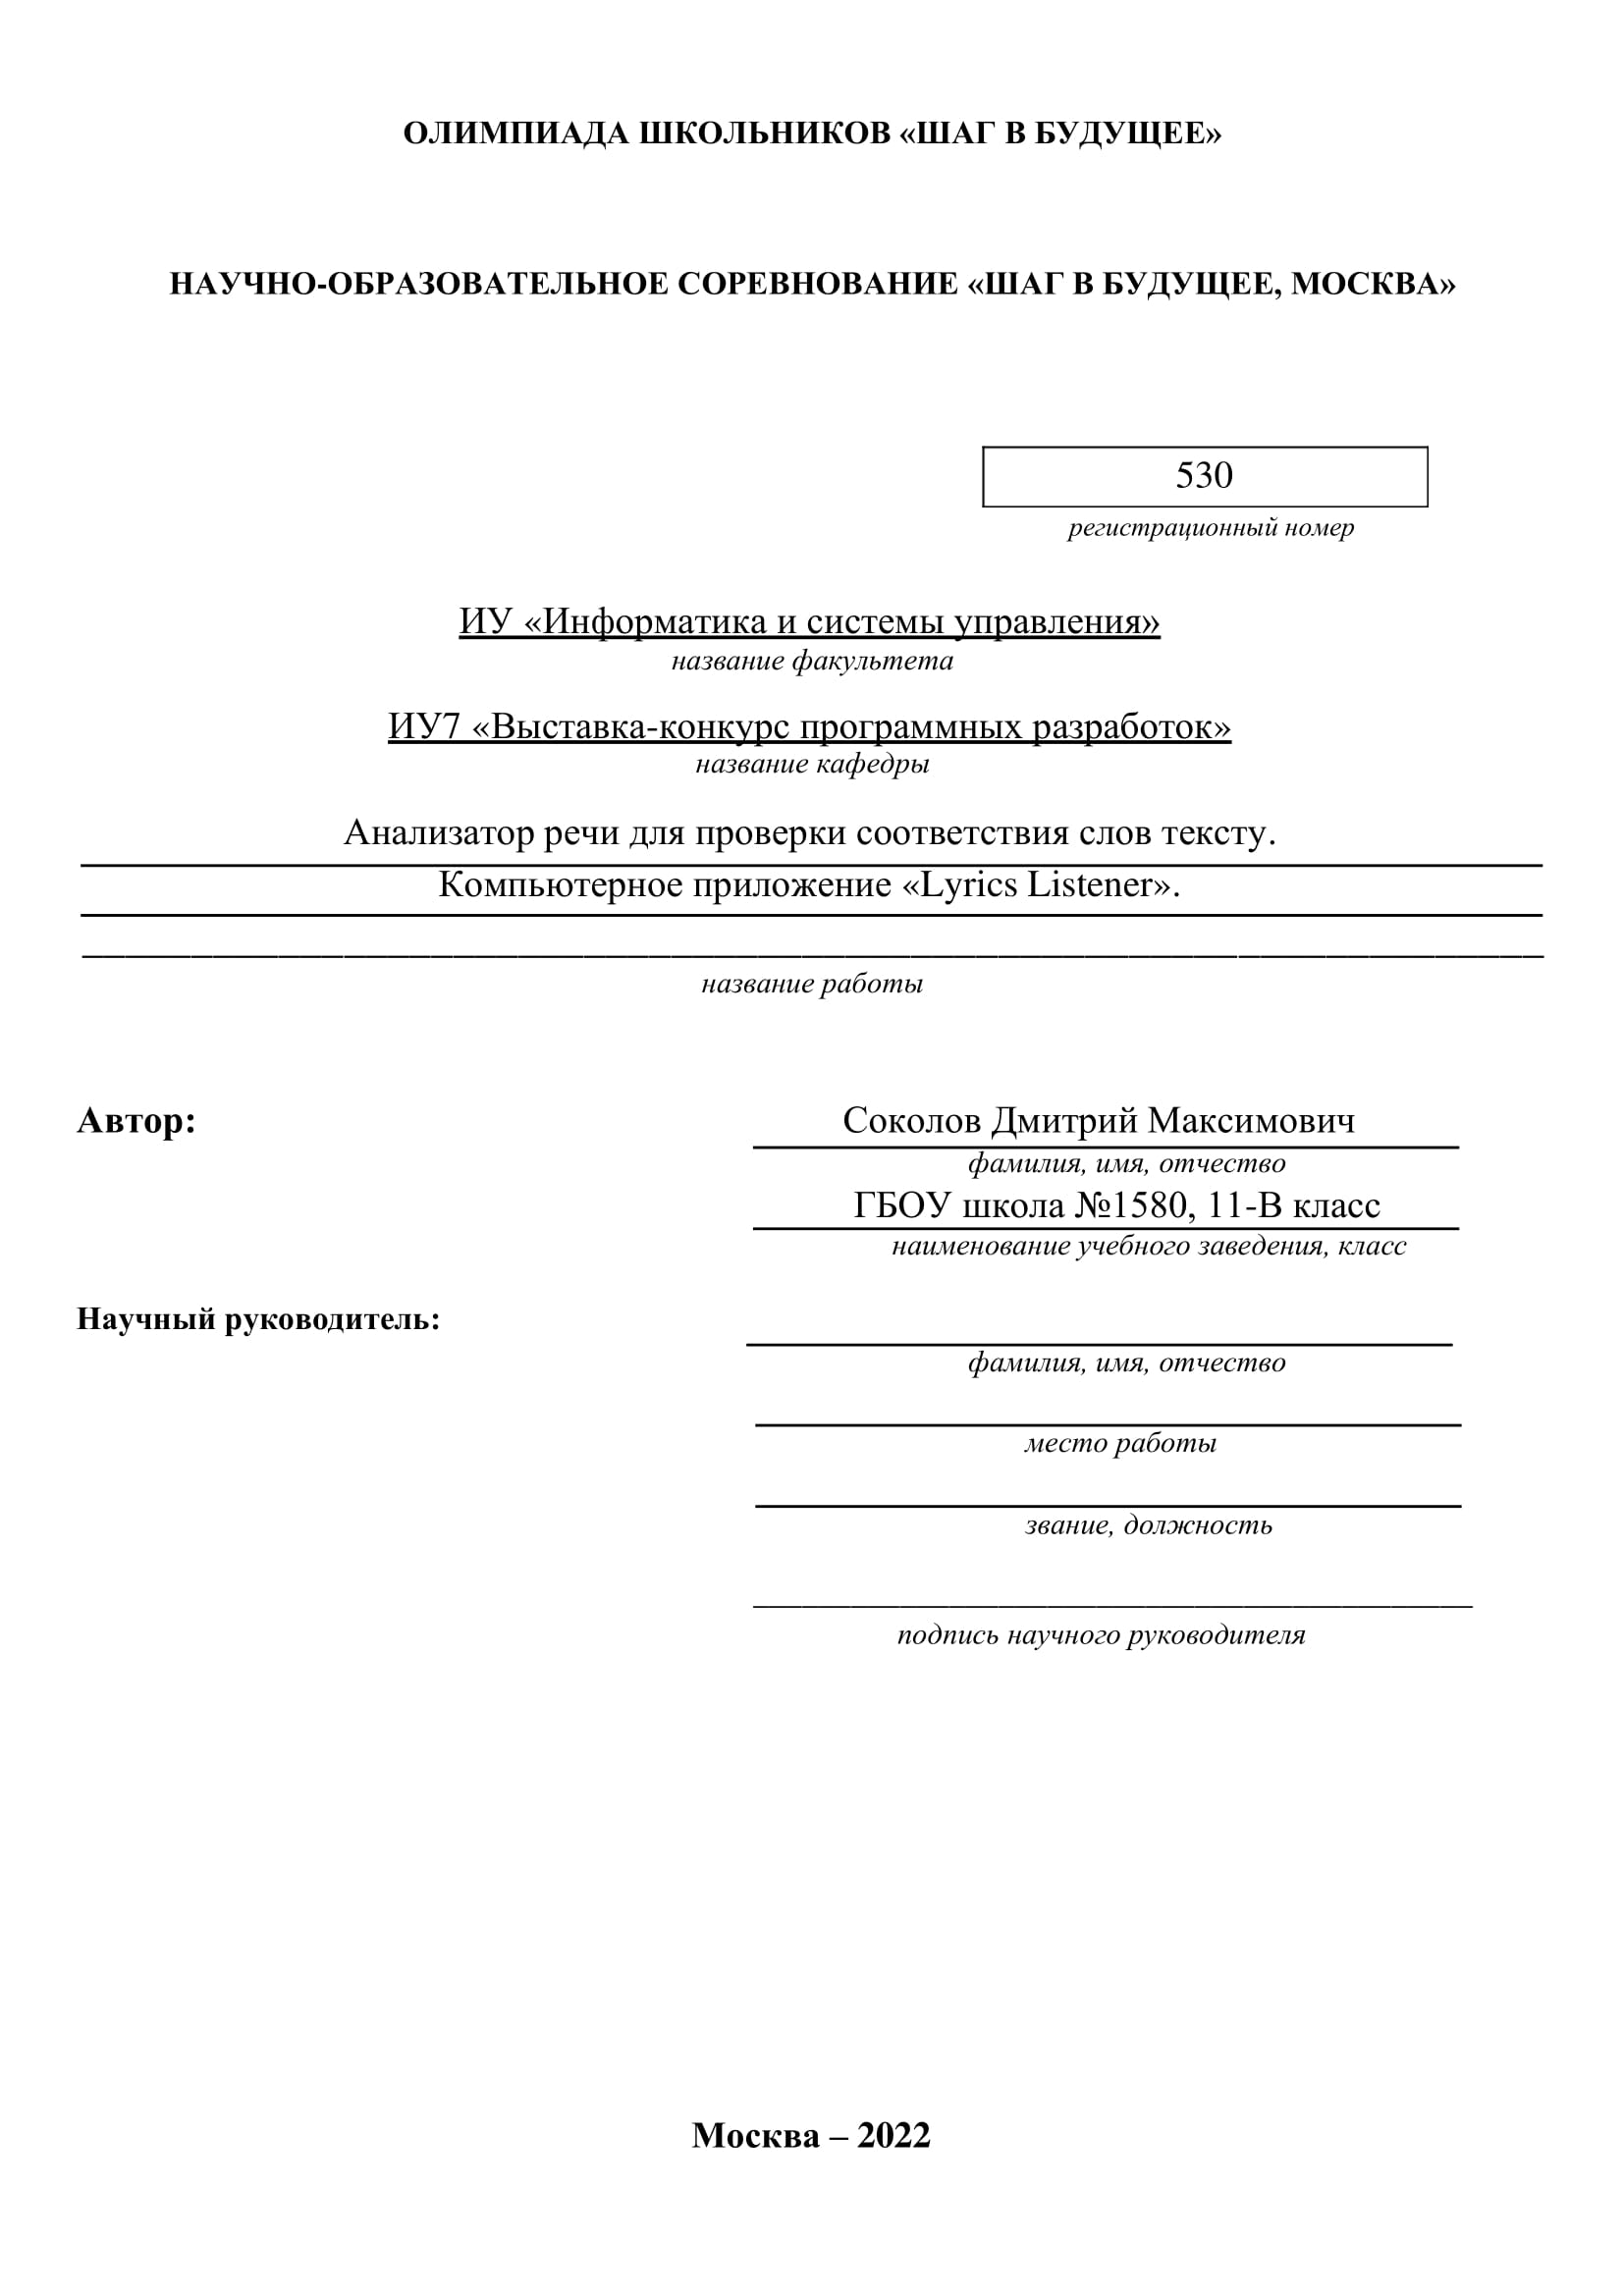 ОЛИМПИАДА ШКОЛЬНИКОВ «ШАГ В БУДУЩЕЕ»
НАУЧНО-ОБРАЗОВАТЕЛЬНОЕ СОРЕВНОВАНИЕ «ШАГ В БУДУЩЕЕ, МОСКВА»
530
регистрационный номер
ИУ «Информатика и системы управления»
название факультета
ИУ7 «Выставка-конкурс программных разработок»
название кафедры
Анализатор речи для проверки соответствия слов тексту.
Компьютерное приложение «Lyrics Listener».
название работы
Автор: Соколов Дмитрий Максимович
фамилия, имя, отчество
ГБОУ школа №1580, 11-В класс
наименование учебного заведения, класс
Научный руководитель:
фамилия, имя, отчество
место работы
звание, должность
подпись научного руководителя
Москва – 2022